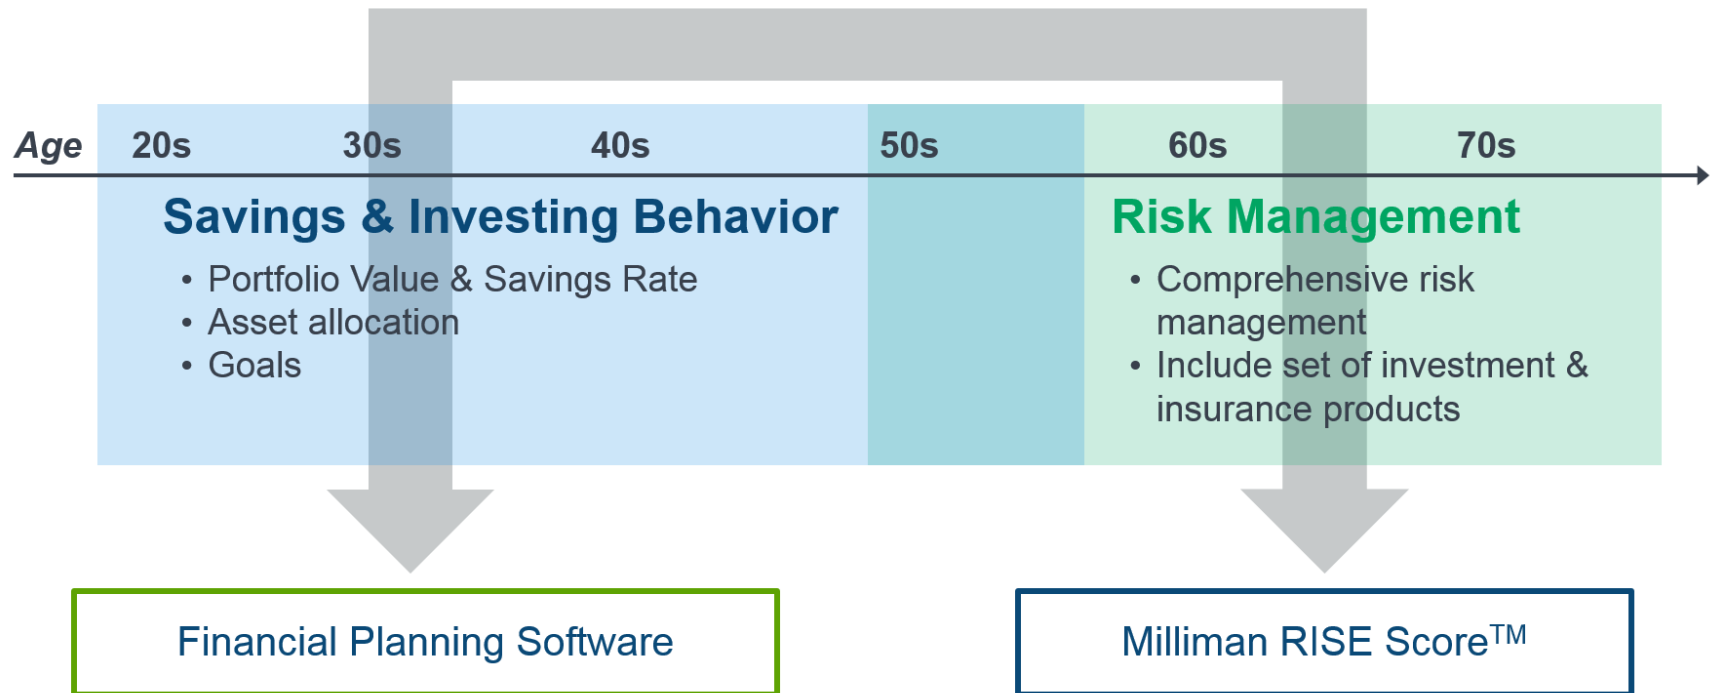 Age 20s 30s 40s 50s 60s 70s
Savings & Investing Behavior
• Portfolio Value & Savings Rate
• Asset allocation
• Goals
Risk Management
• Comprehensive risk
management
• Include set of investment &
insurance products
Financial Planning Software
Milliman RISE Score™